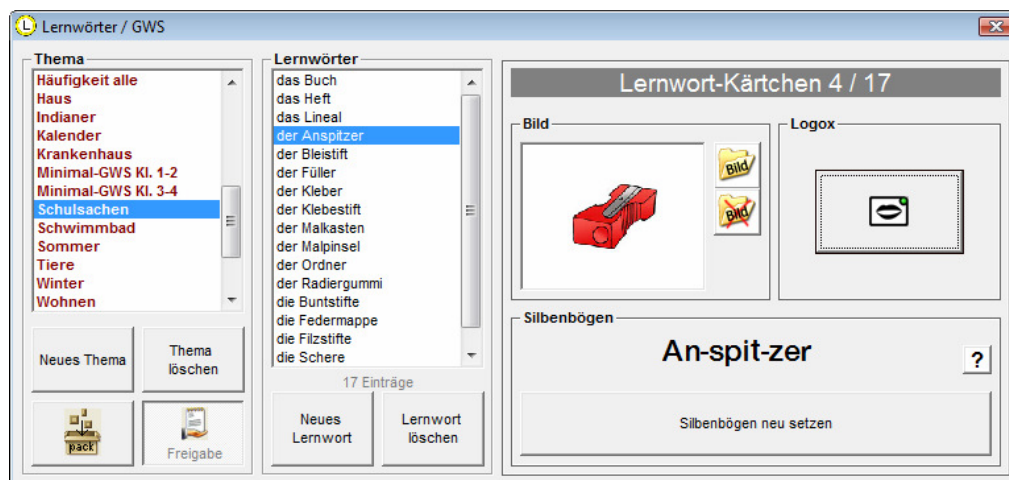 Lernwörter / GWS
Thema
Häufigkeit alle
Haus
Indianer
Kalender
Krankenhaus
Minimal-GWS Kl. 1-2
Minimal-GWS Kl. 3-4
Schulsachen
Schwimmbad
Sommer
Tiere
Winter
Wohnen
Neues Thema
Thema
löschen
pack
Freigabe
Lernwörter
das Buch
das Heft
das Lineal
der Anspitzer
der Bleistift
der Füller
der Kleber
der Klebestift
der Malkasten
der Malpinsel
der Ordner
der Radiergummi
die Buntstifte
die Federmappe
die Filzstifte
die Schere
17 Einträge
Neues
Lernwort
Lernwort
löschen
Lernwort-Kärtchen 4 / 17
Bild
Bild
Bild
Logox
Silbenbögen
An-spit-zer
?
Silbenbögen neu setzen